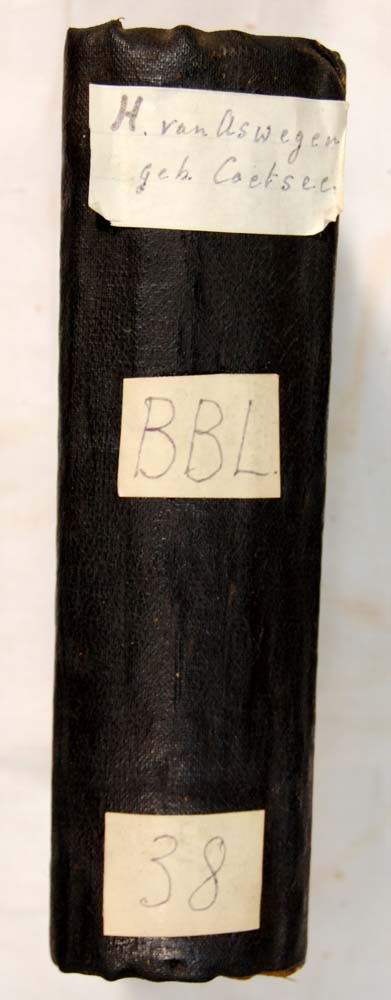 H. van Aswegen
geb. Coetsee.
BBL.
38